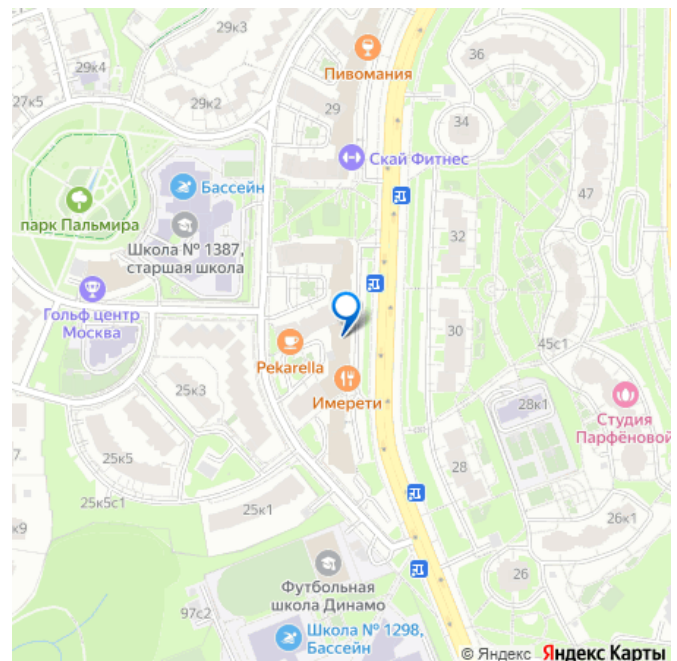 29к3
36
Пивомания
29к4
27к5
29к2
29
34
Скай Фитнес
Бассейн
47
парк Пальмира
Школа № 1387,
старшая школа
32
Гольф центр
Москва
30
45с1
Pekarella
25к3
Имерети
28к1
Студия
Парфёновой
7
25к5
28
25к5с1
25к1
26к1
к9
Футбольная
школа Динамо
26
97с2
Школа № 1298,
Бассейн
© Яндекс Яндекс Карты